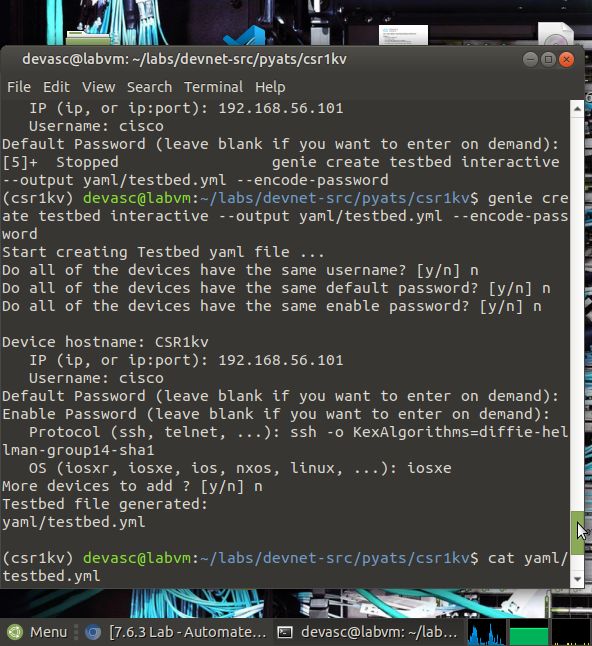 devasc@labvm: ~/labs/devnet-src/pyats/csr1kv
File Edit View Search Terminal Help
IP (ip, or ip:port): 192.168.56.101
Username: cisco
Default Password (leave blank if you want to enter on demand):
[5]+  Stopped                 genie create testbed interactive
--output yaml/testbed.yml --encode-password
(csr1kv) devasc@labvm:~/labs/devnet-src/pyats/csr1kv$ genie cre
ate testbed interactive --output yaml/testbed.yml --encode-pass
word
Start creating Testbed yaml file ...
Do all of the devices have the same username? [y/n] n
Do all of the devices have the same default password? [y/n] n
Do all of the devices have the same enable password? [y/n] n
Device hostname: CSR1kv
IP (ip, or ip:port): 192.168.56.101
Username: cisco
Default Password (leave blank if you want to enter on demand):
Enable Password (leave blank if you want to enter on demand):
Protocol (ssh, telnet, ...): ssh -o KexAlgorithms=diffie-hel
lman-group14-sha1
OS (iosxr, iosxe, ios, nxos, linux, ...): iosxe
More devices to add ? [y/n] n
Testbed file generated:
yaml/testbed.yml
(csr1kv) devasc@labvm:~/labs/devnet-src/pyats/csr1kv$ cat yaml/
testbed.yml
Menu [7.6.3 Lab - Automate... devasc@labvm: ~/lab...